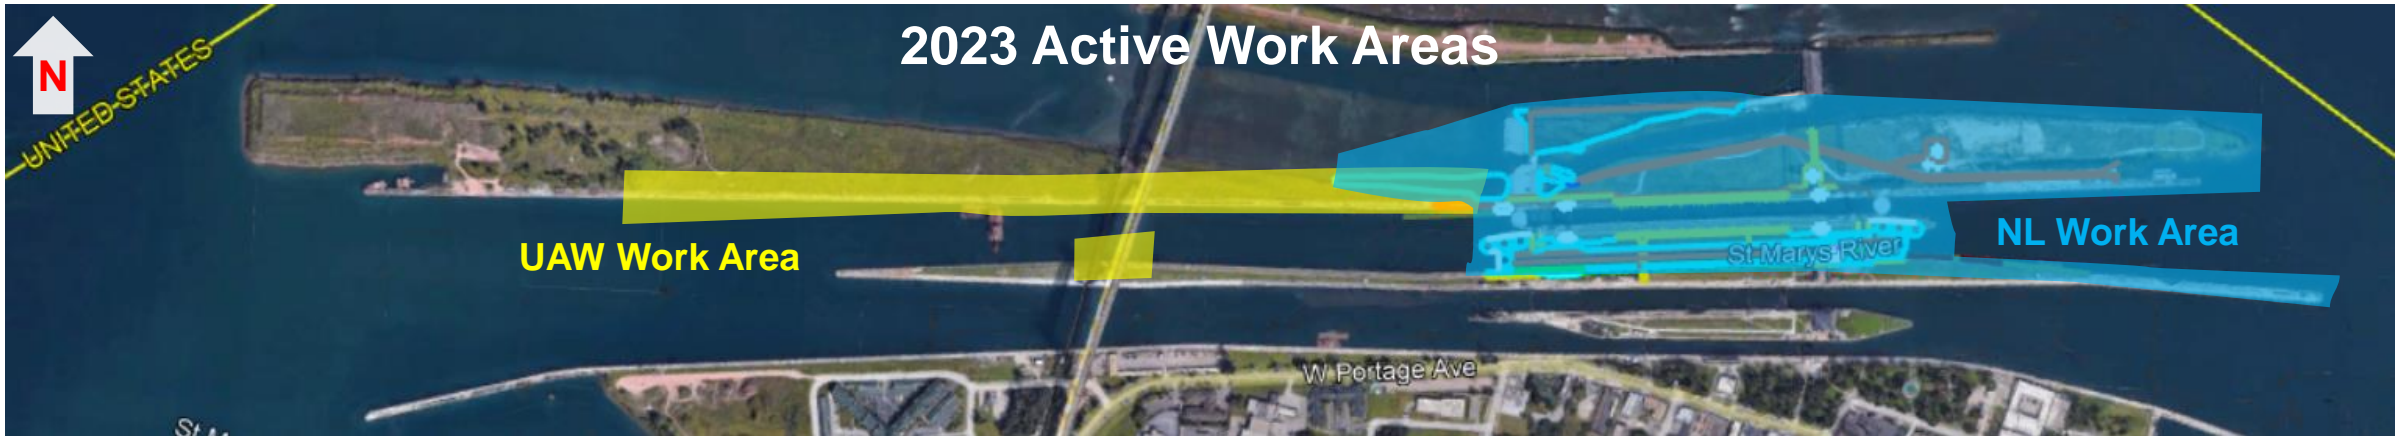 2023 Active Work Areas
N
UNITED STATES
UAW Work Area
NL Work Area
St Marys River
W Portage Ave